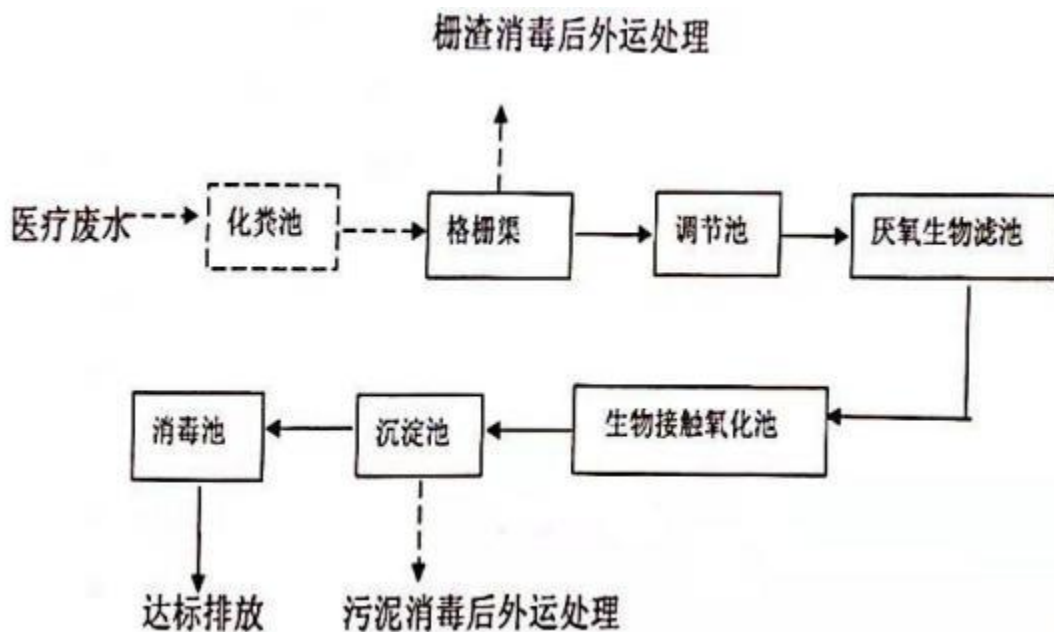 栅渣消毒后外运处理
医疗废水
化粪池
格栅渠
调节池
厌氧生物滤池
生物接触氧化池
沉淀池
消毒池
达标排放
污泥消毒后外运处理